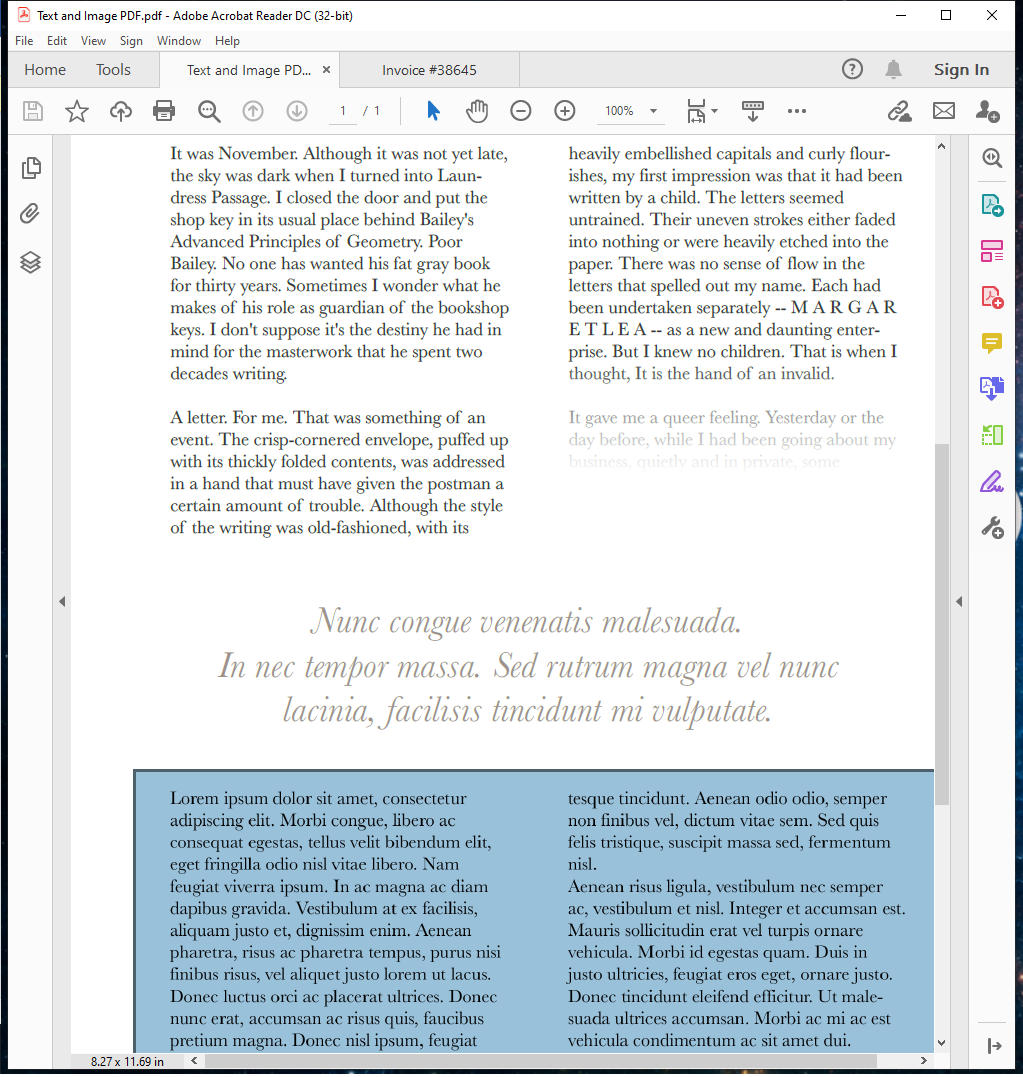 Text and Image PDF.pdf - Adobe Acrobat Reader DC (32-bit)
File Edit View Sign Window Help
Home Tools Text and Image PD... × Invoice #38645 Sign In
1 / 1 100%
It was November. Although it was not yet late,
the sky was dark when I turned into Laun-
dress Passage. I closed the door and put the
shop key in its usual place behind Bailey's
Advanced Principles of Geometry. Poor
Bailey. No one has wanted his fat gray book
for thirty years. Sometimes I wonder what he
makes of his role as guardian of the bookshop
keys. I don't suppose it's the destiny he had in
mind for the masterwork that he spent two
decades writing.
A letter. For me. That was something of an
event. The crisp-cornered envelope, puffed up
with its thickly folded contents, was addressed
in a hand that must have given the postman a
certain amount of trouble. Although the style
of the writing was old-fashioned, with its
heavily embellished capitals and curly flour-
ishes, my first impression was that it had been
written by a child. The letters seemed
untrained. Their uneven strokes either faded
into nothing or were heavily etched into the
paper. There was no sense of flow in the
letters that spelled out my name. Each had
been undertaken separately -- M A R G A R
E T L E A -- as a new and daunting enter-
prise. But I knew no children. That is when I
thought, It is the hand of an invalid.
It gave me a queer feeling. Yesterday or the
day before, while I had been going about my
business, quietly and in private, some
Nunc congue venenatis malesuada.
In nec tempor massa. Sed rutrum magna vel nunc
lacinia, facilisis tincidunt mi vulputate.
Lorem ipsum dolor sit amet, consectetur
adipiscing elit. Morbi congue, libero ac
consequat egestas, tellus velit bibendum elit,
eget fringilla odio nisl vitae libero. Nam
feugiat viverra ipsum. In ac magna ac diam
dapibus gravida. Vestibulum at ex facilisis,
aliquam justo et, dignissim enim. Aenean
pharetra, risus ac pharetra tempus, purus nisi
finibus risus, vel aliquet justo lorem ut lacus.
Donec luctus orci ac placerat ultrices. Donec
nunc erat, accumsan ac risus quis, faucibus
pretium magna. Donec nisl ipsum, feugiat
tesque tincidunt. Aenean odio odio, semper
non finibus vel, dictum vitae sem. Sed quis
felis tristique, suscipit massa sed, fermentum
nisl.
Aenean risus ligula, vestibulum nec semper
ac, vestibulum et nisl. Integer et accumsan est.
Mauris sollicitudin erat vel turpis ornare
vehicula. Morbi id egestas quam. Duis in
justo ultricies, feugiat eros eget, ornare justo.
Donec tincidunt eleifend efficitur. Ut male-
suada ultrices accumsan. Morbi ac mi ac est
vehicula condimentum ac sit amet dui.
8.27 x 11.69 in